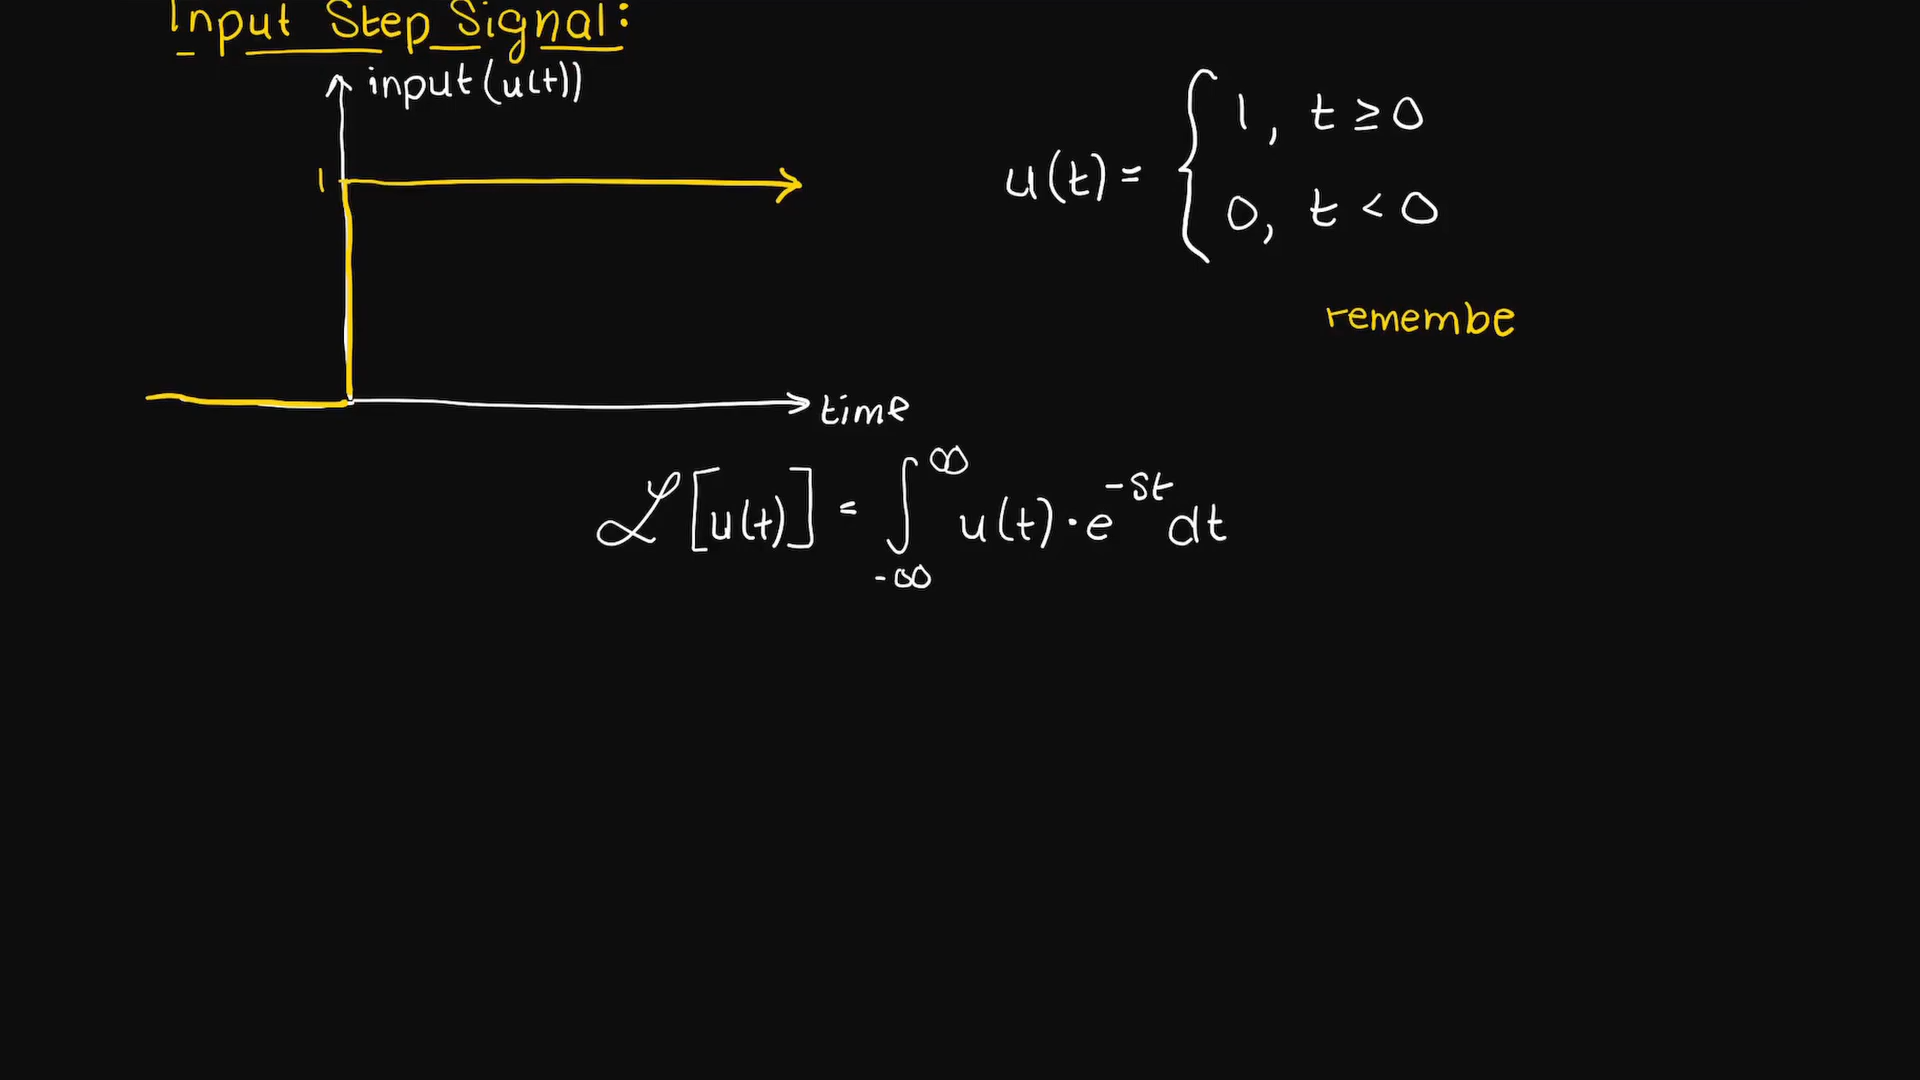 Input Step Signal:
input (u(t))
1
time
u(t) = { 1, t ≥ 0
0, t < 0
remembe
ℒ[u(t)] = ∫_{-∞}^{∞} u(t) · e^{-st} dt